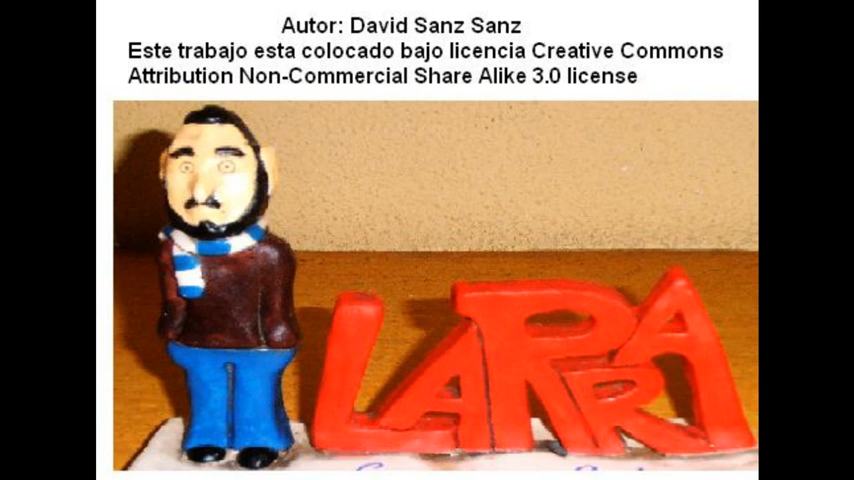 Autor: David Sanz Sanz
Este trabajo esta colocado bajo licencia Creative Commons
Attribution Non-Commercial Share Alike 3.0 license
LARRA